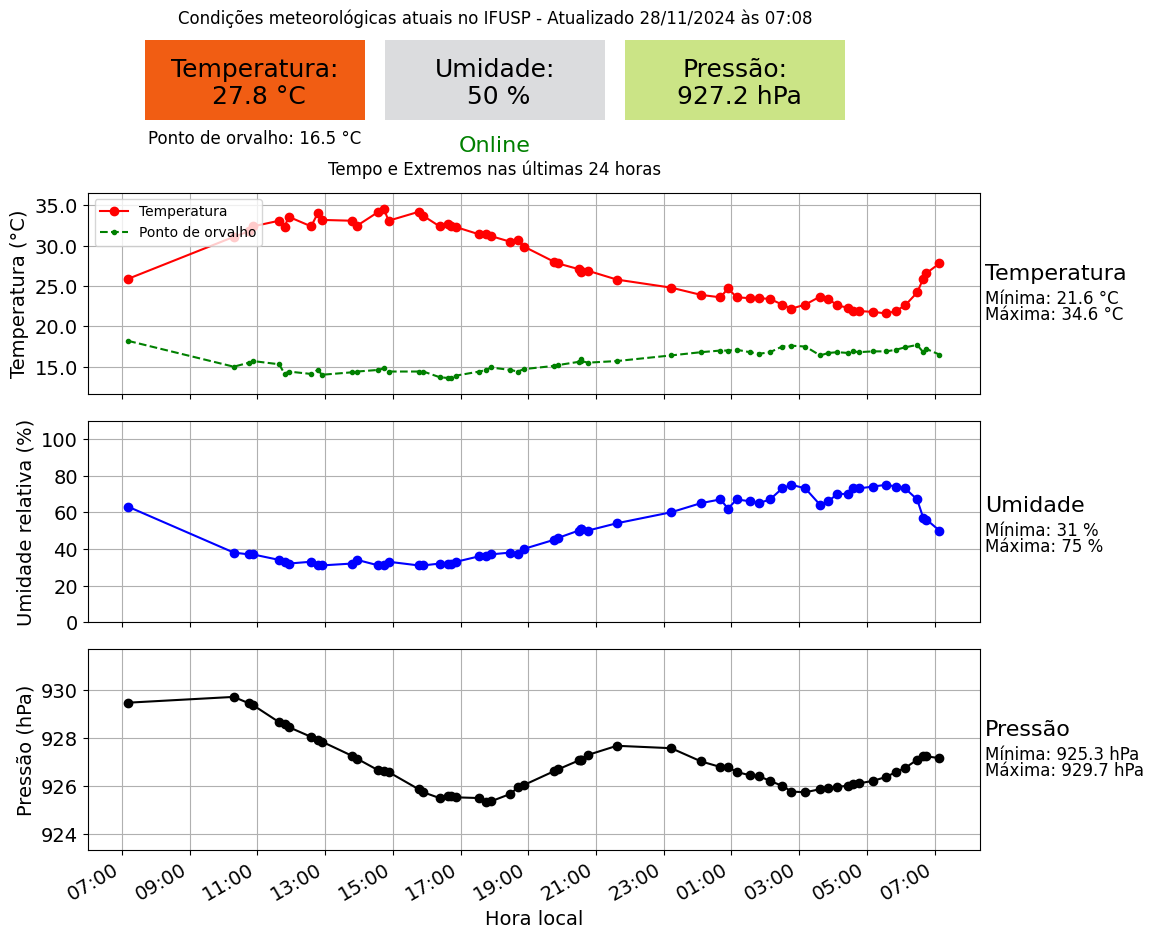 Condições meteorológicas atuais no IFUSP - Atualizado 28/11/2024 às 07:08
Temperatura:
27.8 °C
Umidade:
50 %
Pressão:
927.2 hPa
Ponto de orvalho: 16.5 °C
Online
Tempo e Extremos nas últimas 24 horas
Temperatura (°C)
35.0
30.0
25.0
20.0
15.0
Temperatura
Ponto de orvalho
Temperatura
Mínima: 21.6 °C
Máxima: 34.6 °C
Umidade relativa (%)
100
80
60
40
20
0
Umidade
Mínima: 31 %
Máxima: 75 %
Pressão (hPa)
930
928
926
924
Pressão
Mínima: 925.3 hPa
Máxima: 929.7 hPa
07:00
09:00
11:00
13:00
15:00
17:00
19:00
21:00
23:00
01:00
03:00
05:00
07:00
Hora local